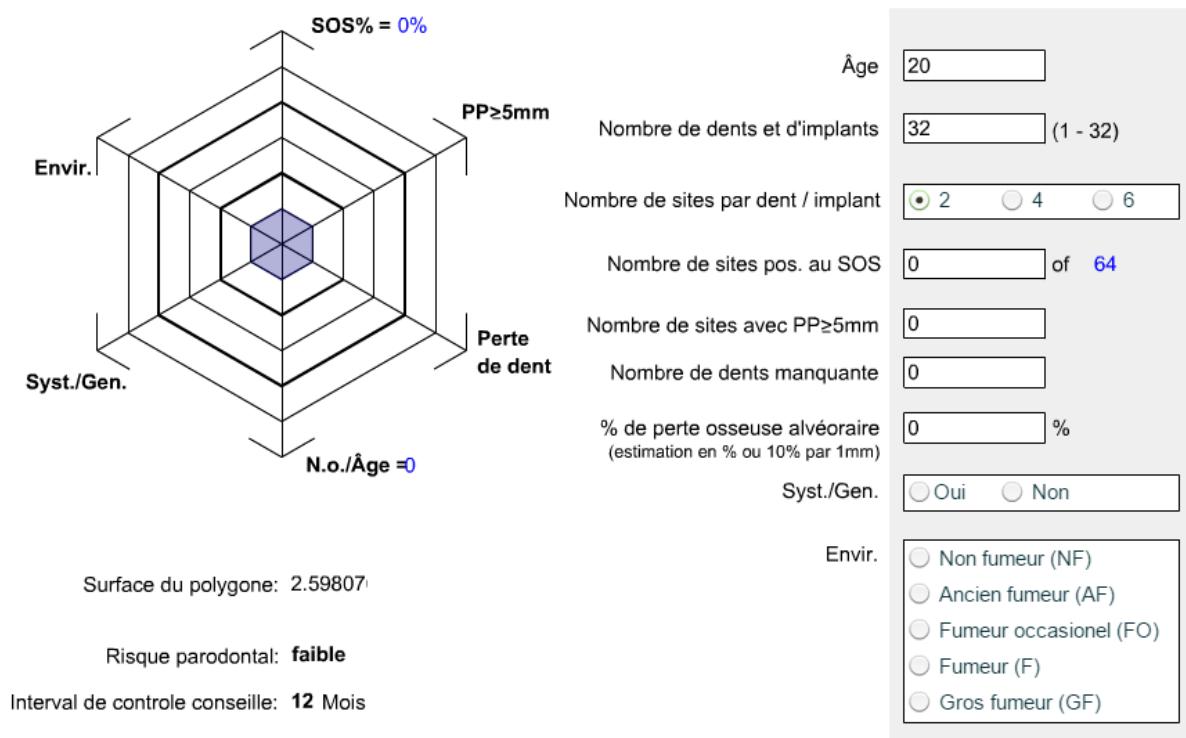 SOS% = 0%
PP≥5mm
Envir.
Perte
de dent
Syst./Gen.
N.o./Âge =0
Surface du polygone: 2.59807
Risque parodontal: faible
Interval de controle conseille: 12 Mois
Âge 20
Nombre de dents et d'implants 32 (1 - 32)
Nombre de sites par dent / implant 2 4 6
Nombre de sites pos. au SOS 0 of 64
Nombre de sites avec PP≥5mm 0
Nombre de dents manquante 0
% de perte osseuse alvéoraire 0 %
(estimation en % ou 10% par 1mm)
Syst./Gen. Oui Non
Envir.
Non fumeur (NF)
Ancien fumeur (AF)
Fumeur occasionel (FO)
Fumeur (F)
Gros fumeur (GF)